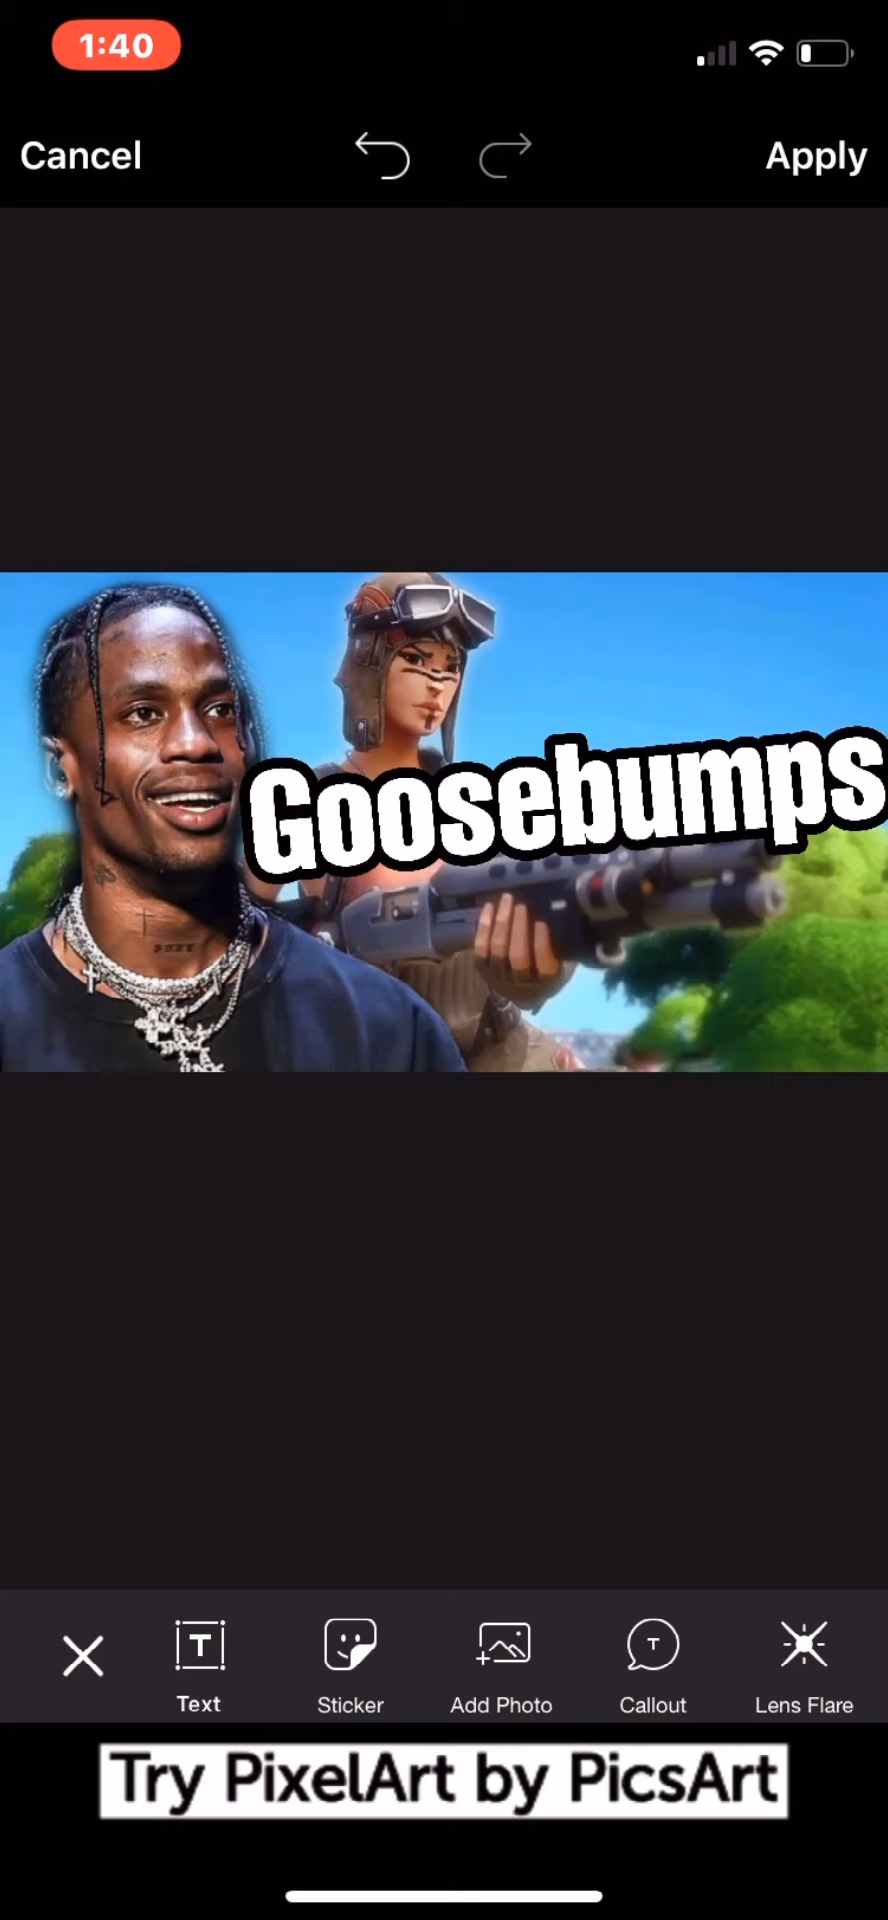 1:40
Cancel
Apply
Goosebumps
T
T
Text
Sticker
Add Photo
Callout
Lens Flare
Try PixelArt by PicsArt